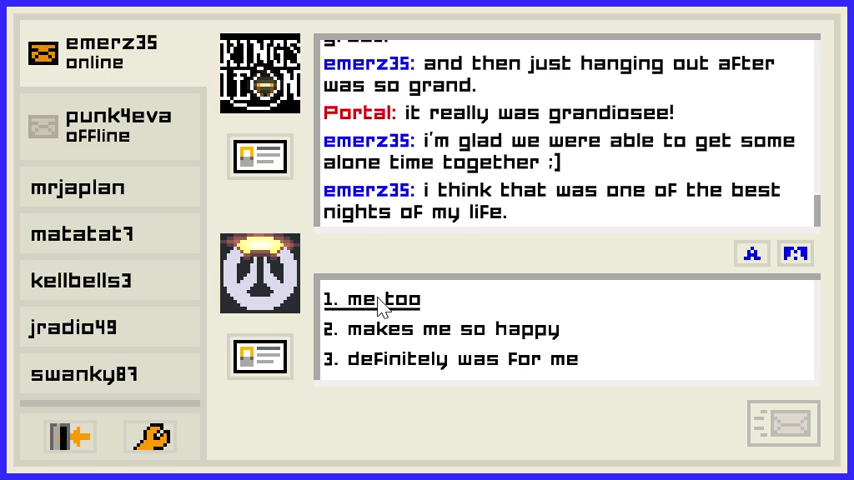 emerz35
online
punk4eva
offline
mrjaplan
matatat7
kellbells3
jradio49
swanky87
KINGS
LION
emerz35: and then just hanging out after
was so grand.
Portal: it really was grandiosee!
emerz35: i'm glad we were able to get some
alone time together ;]
emerz35: i think that was one of the best
nights of my life.
A
1. me too
2. makes me so happy
3. definitely was for me